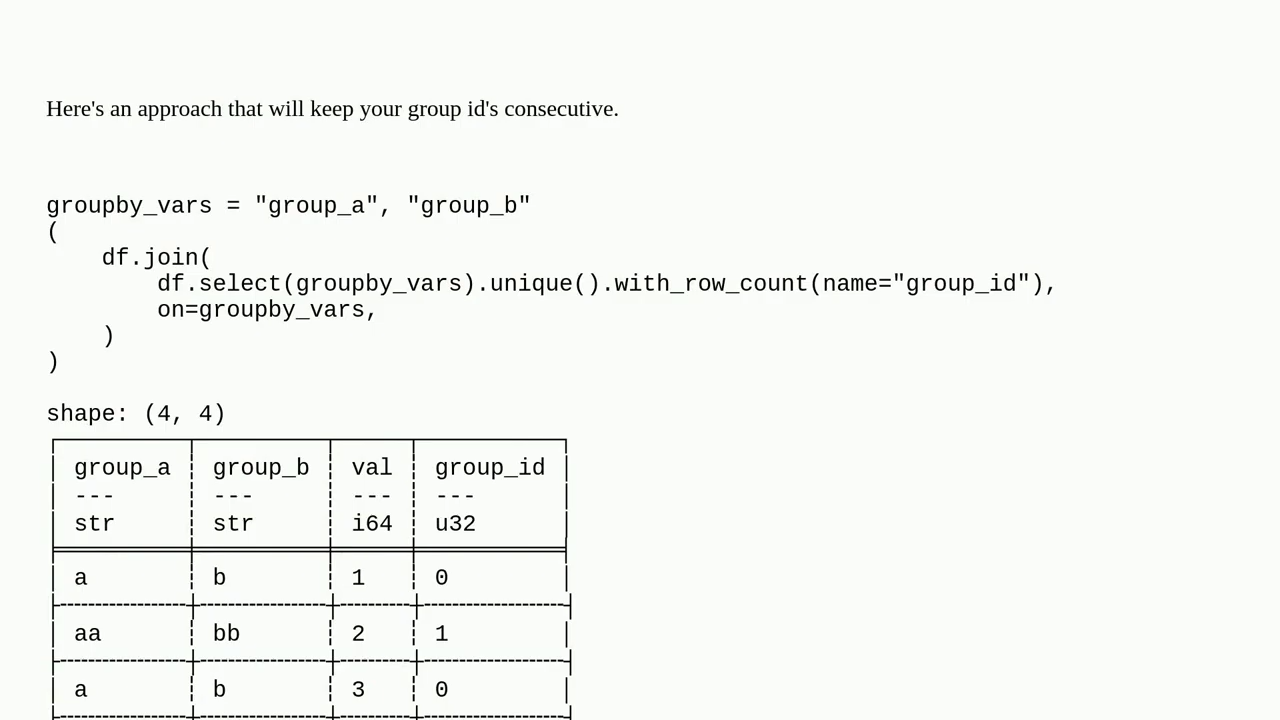 Here's an approach that will keep your group id's consecutive.
groupby_vars = "group_a", "group_b"
(
    df.join(
        df.select(groupby_vars).unique().with_row_count(name="group_id"),
        on=groupby_vars,
    )
)
shape: (4, 4)
group_a group_b val group_id
--- --- --- ---
str str i64 u32
a b 1 0
aa bb 2 1
a b 3 0